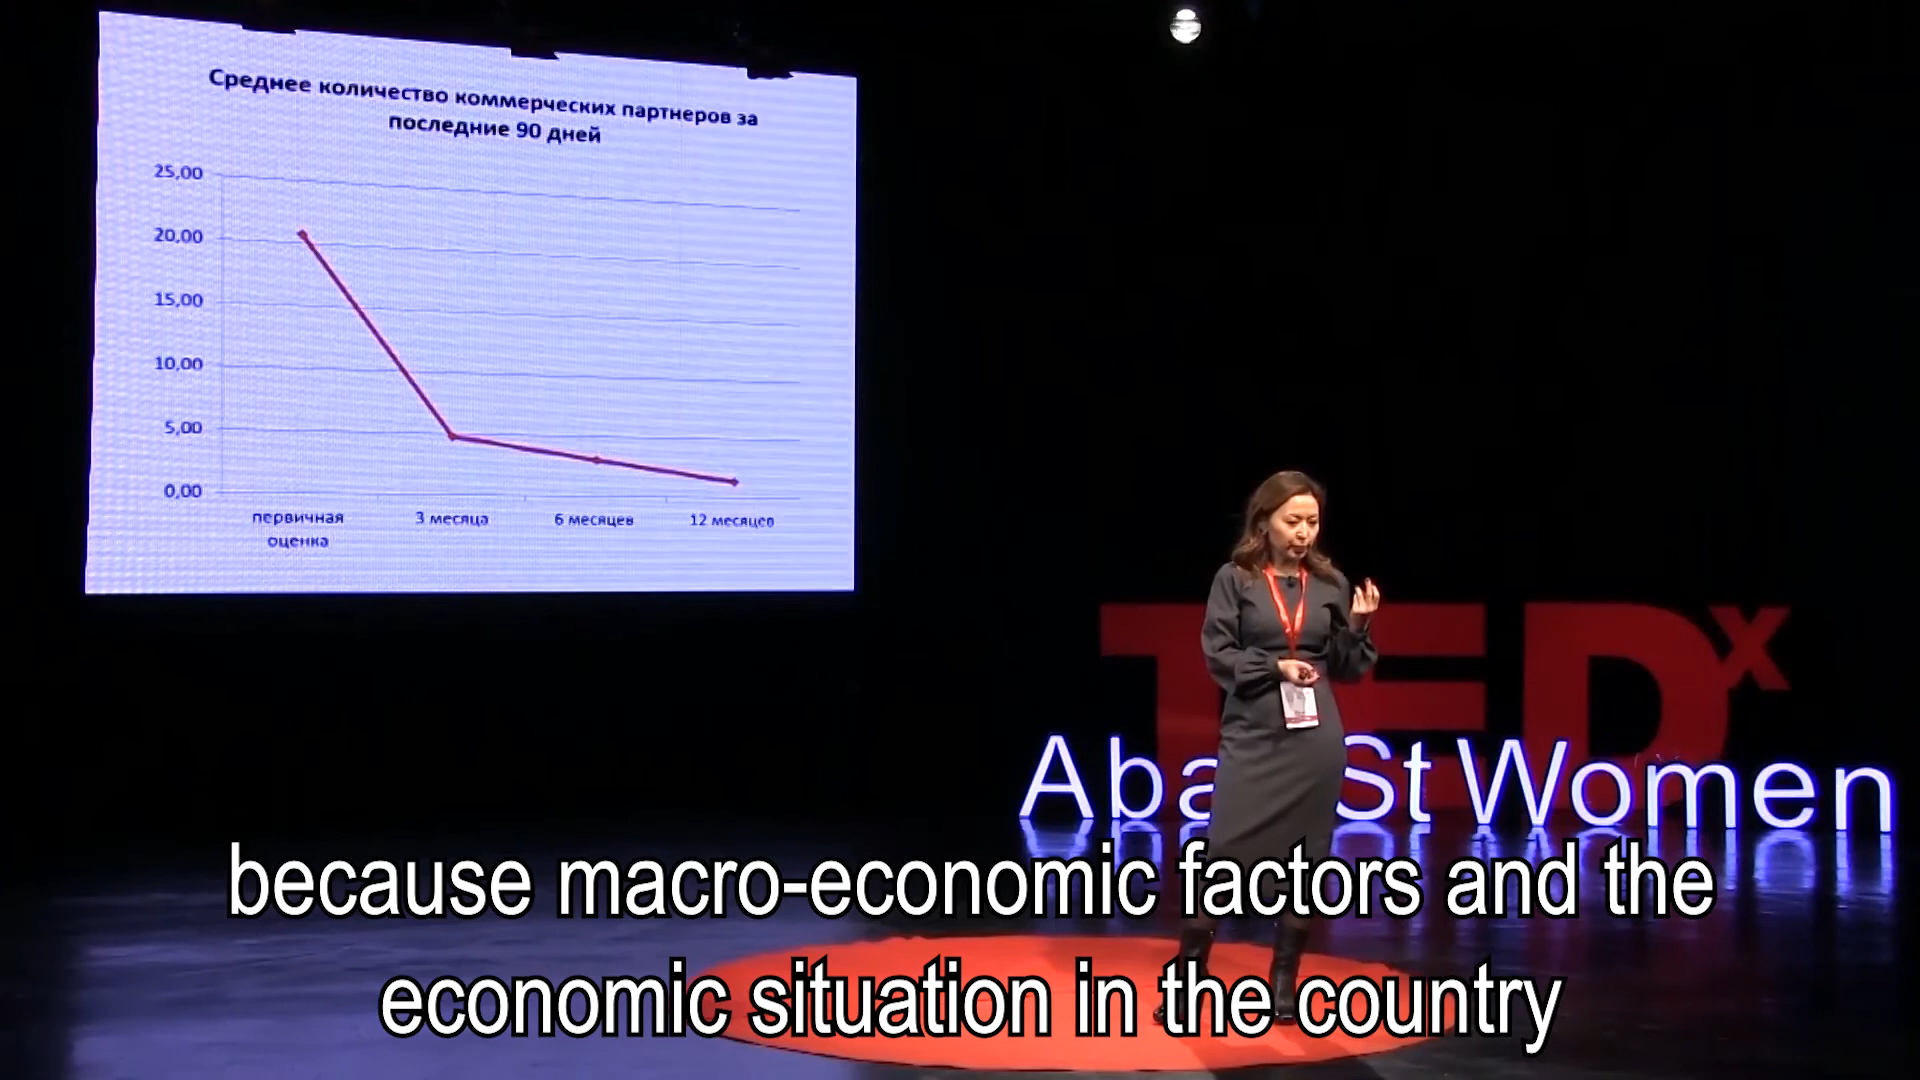 Среднее количество коммерческих партнеров за
последние 90 дней
25,00
20,00
15,00
10,00
5,00
0,00
первичная
оценка
3 месяца
6 месяцев
12 месяцев
TEDx
Aba St Women
because macro-economic factors and the
economic situation in the country